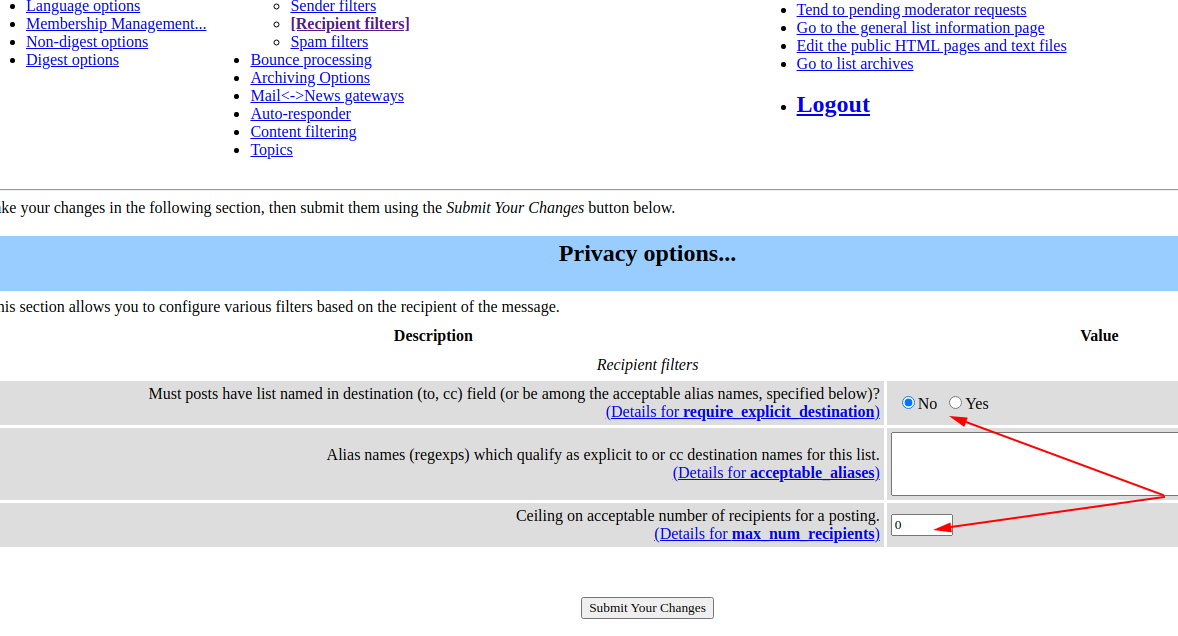 Language options
Membership Management...
Non-digest options
Digest options
Sender filters
[Recipient filters]
Spam filters
Bounce processing
Archiving Options
Mail<->News gateways
Auto-responder
Content filtering
Topics
Tend to pending moderator requests
Go to the general list information page
Edit the public HTML pages and text files
Go to list archives
Logout
ke your changes in the following section, then submit them using the Submit Your Changes button below.
Privacy options...
his section allows you to configure various filters based on the recipient of the message.
Description Value
Recipient filters
Must posts have list named in destination (to, cc) field (or be among the acceptable alias names, specified below)?
(Details for require_explicit_destination)
No Yes
Alias names (regexps) which qualify as explicit to or cc destination names for this list.
(Details for acceptable_aliases)
Ceiling on acceptable number of recipients for a posting.
(Details for max_num_recipients)
0
Submit Your Changes